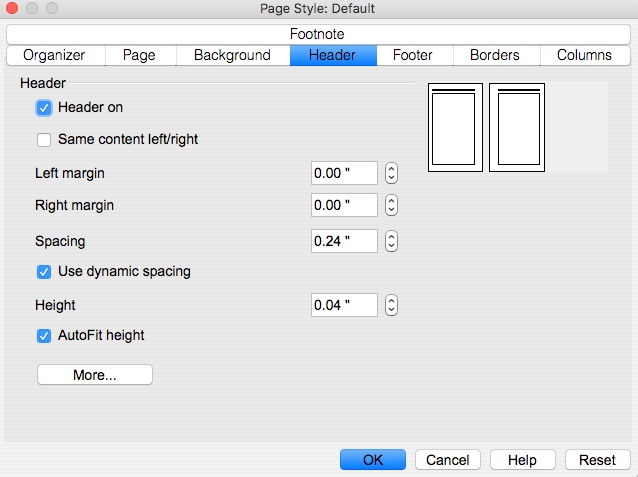 Page Style: Default
Footnote
Organizer Page Background Header Footer Borders Columns
Header
Header on
Same content left/right
Left margin 0.00 "
Right margin 0.00 "
Spacing 0.24 "
Use dynamic spacing
Height 0.04 "
AutoFit height
More...
OK Cancel Help Reset